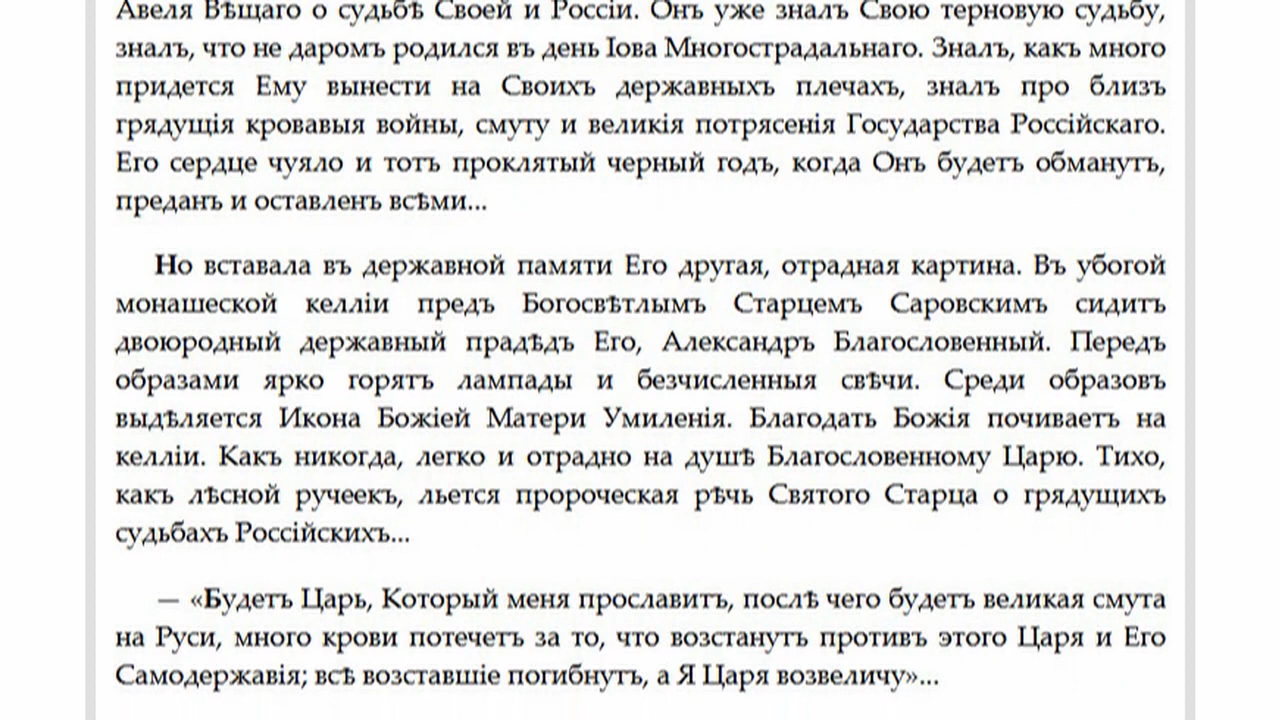 Авеля Вѣщаго о судьбѣ Своей и Россіи. Онъ уже зналъ Свою терновую судьбу,
зналъ, что не даромъ родился въ день Іова Многострадальнаго. Зналъ, какъ много
придется Ему вынести на Своихъ державныхъ плечахъ, зналъ про близъ
грядущія кровавыя войны, смуту и великія потрясенія Государства Россійскаго.
Его сердце чуяло и тотъ проклятый черный годъ, когда Онъ будетъ обманутъ,
преданъ и оставленъ всѣми...
Но вставала въ державной памяти Его другая, отрадная картина. Въ убогой
монашеской келліи предъ Богосвѣтлымъ Старцемъ Саровскимъ сидитъ
двоюродный державный прадѣдъ Его, Александръ Благословенный. Передъ
образами ярко горятъ лампады и безчисленныя свѣчи. Среди образовъ
выдѣляется Икона Божіей Матери Умиленія. Благодать Божія почиваетъ на
келліи. Какъ никогда, легко и отрадно на душѣ Благословенному Царю. Тихо,
какъ лѣсной ручеекъ, льется пророческая рѣчь Святого Старца о грядущихъ
судьбахъ Россійскихъ...
— «Будетъ Царь, Который меня прославитъ, послѣ чего будетъ великая смута
на Руси, много крови потечетъ за то, что возстанутъ противъ этого Царя и Его
Самодержавія; всѣ возставшіе погибнутъ, а Я Царя возвеличу»...